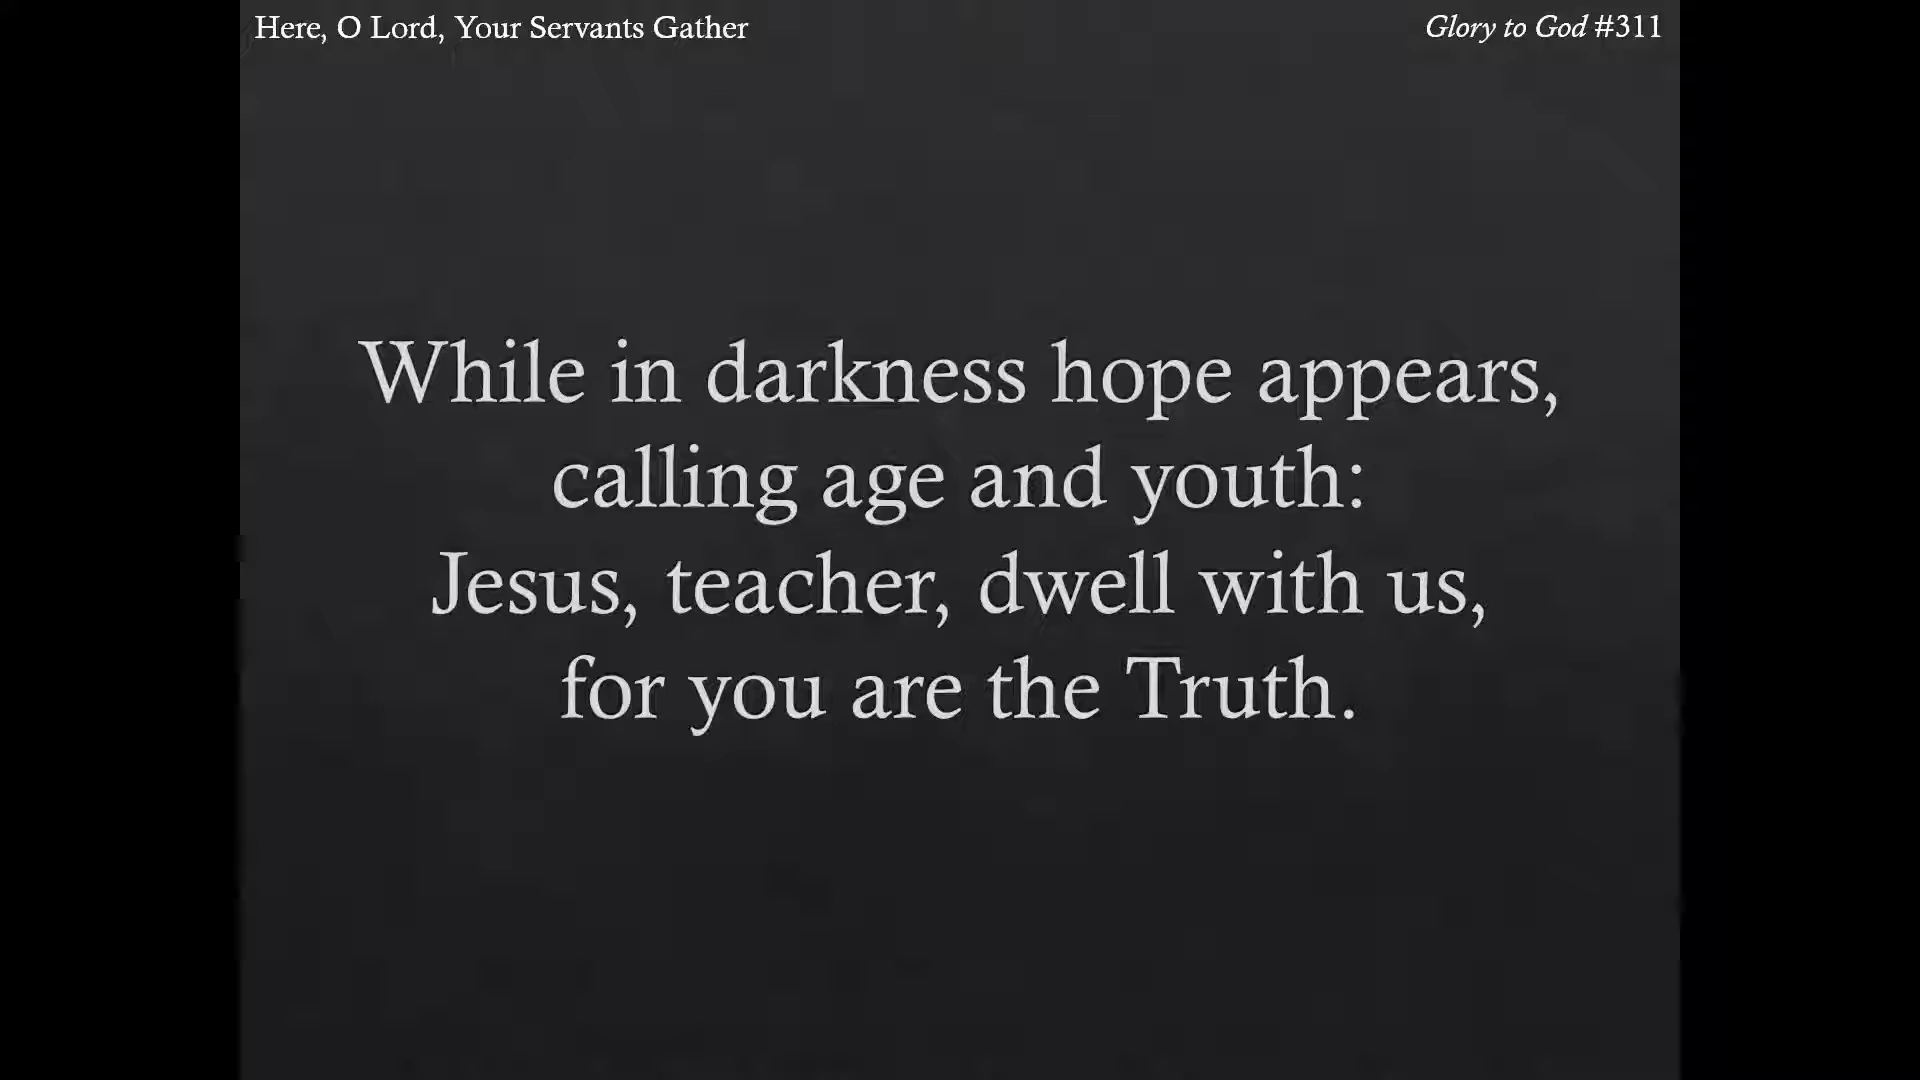 Here, O Lord, Your Servants Gather
Glory to God #311
While in darkness hope appears,
calling age and youth:
Jesus, teacher, dwell with us,
for you are the Truth.